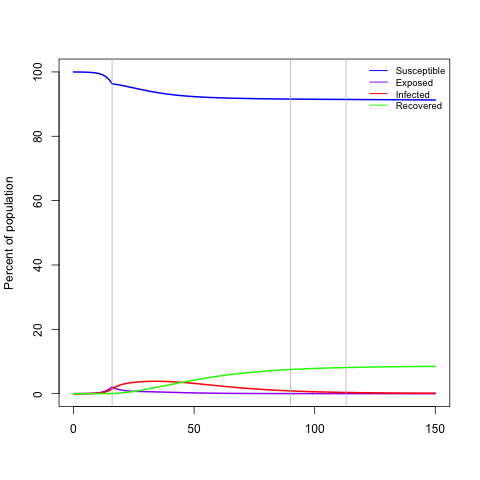 Susceptible
Exposed
Infected
Recovered
Percent of population
100
80
60
40
20
0
0 50 100 150